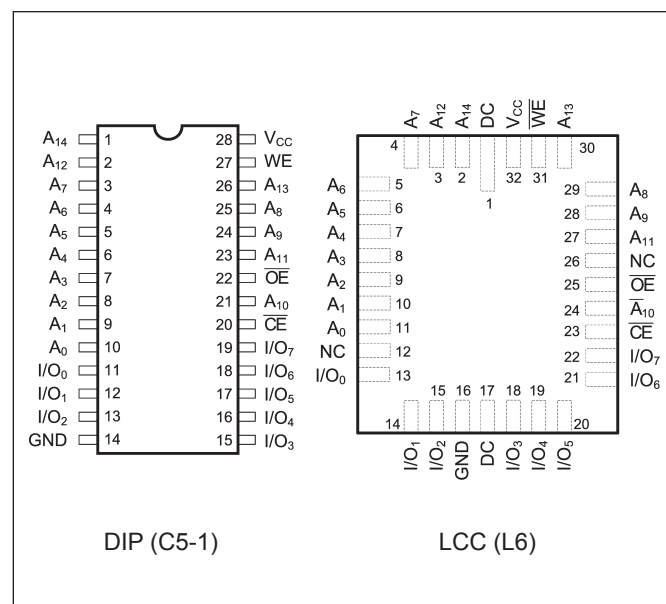 A14 1 28 VCC
A12 2 27 WE
A7 3 26 A13
A6 4 25 A8
A5 5 24 A9
A4 6 23 A11
A3 7 22 O̅E̅
A2 8 21 A10
A1 9 20 C̅E̅
A0 10 19 I/O7
I/O0 11 18 I/O6
I/O1 12 17 I/O5
I/O2 13 16 I/O4
GND 14 15 I/O3
DIP (C5-1)
A7 A12 A14 DC VCC W̅E̅ A13
4 3 2 1 32 31 30
A6 5 29 A8
A5 6 28 A9
A4 7 27 A11
A3 8 26 NC
A2 9 25 O̅E̅
A1 10 24 A̅10
A0 11 23 C̅E̅
NC 12 22 I/O7
I/O0 13 21 I/O6
14 15 16 17 18 19 20
I/O1 I/O2 GND DC I/O3 I/O4 I/O5
LCC (L6)